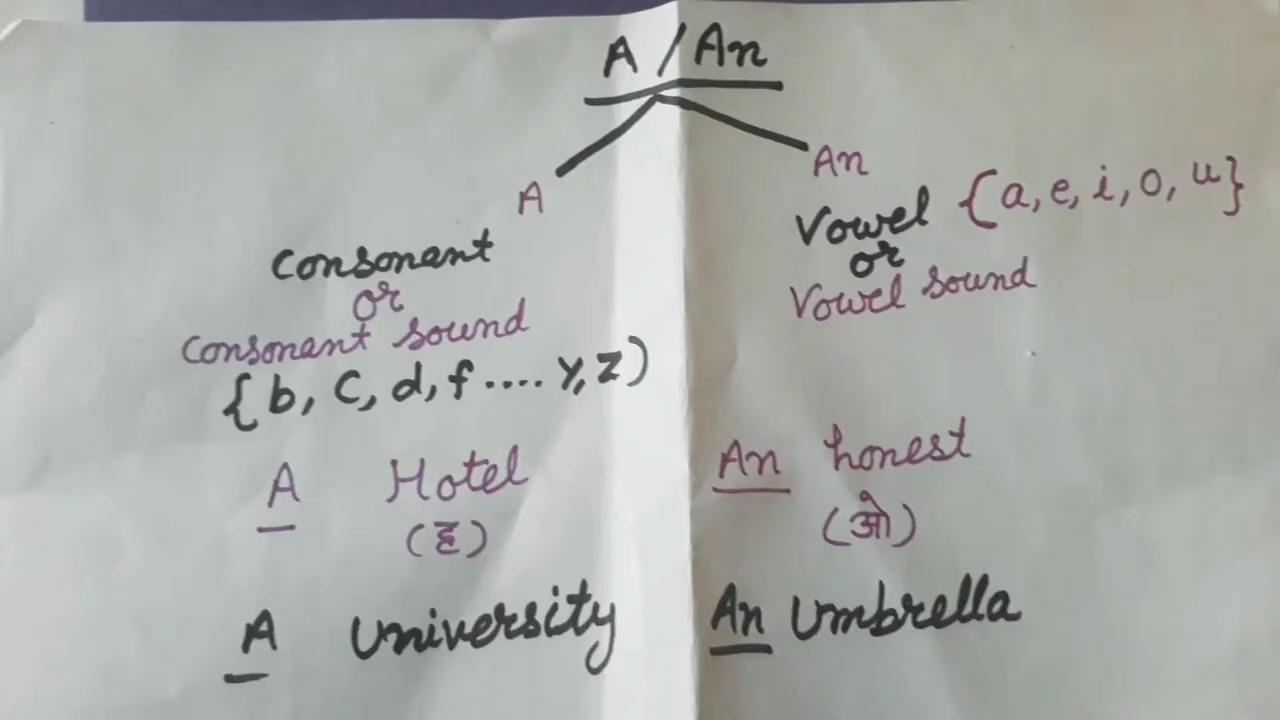 A / An
A
Consonant
or
Consonant sound
{b, c, d, f .... y, z)
A Hotel
(ह)
A University
An
Vowel {a, e, i, o, u}
or
Vowel sound
An honest
(ओ)
An Umbrella